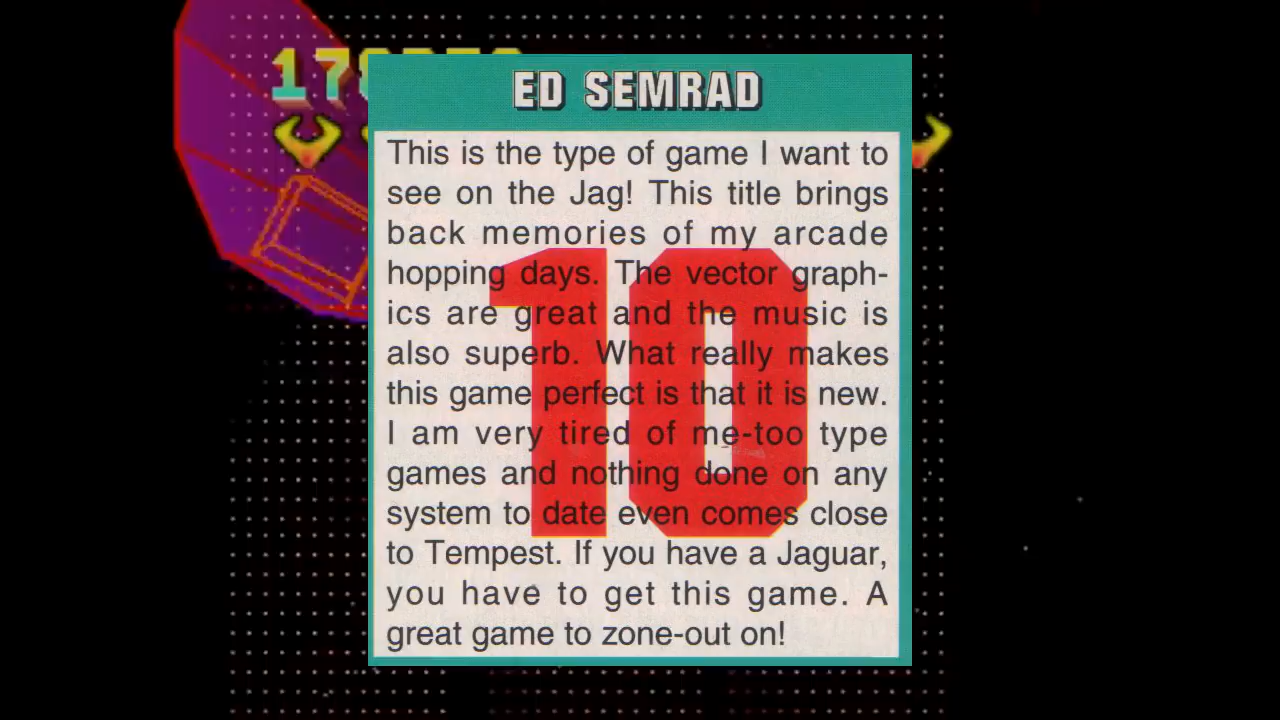 ED SEMRAD
This is the type of game I want to
see on the Jag! This title brings
back memories of my arcade
hopping days. The vector graph-
ics are great and the music is
also superb. What really makes
this game perfect is that it is new.
I am very tired of me-too type
games and nothing done on any
system to date even comes close
to Tempest. If you have a Jaguar,
you have to get this game. A
great game to zone-out on!
10